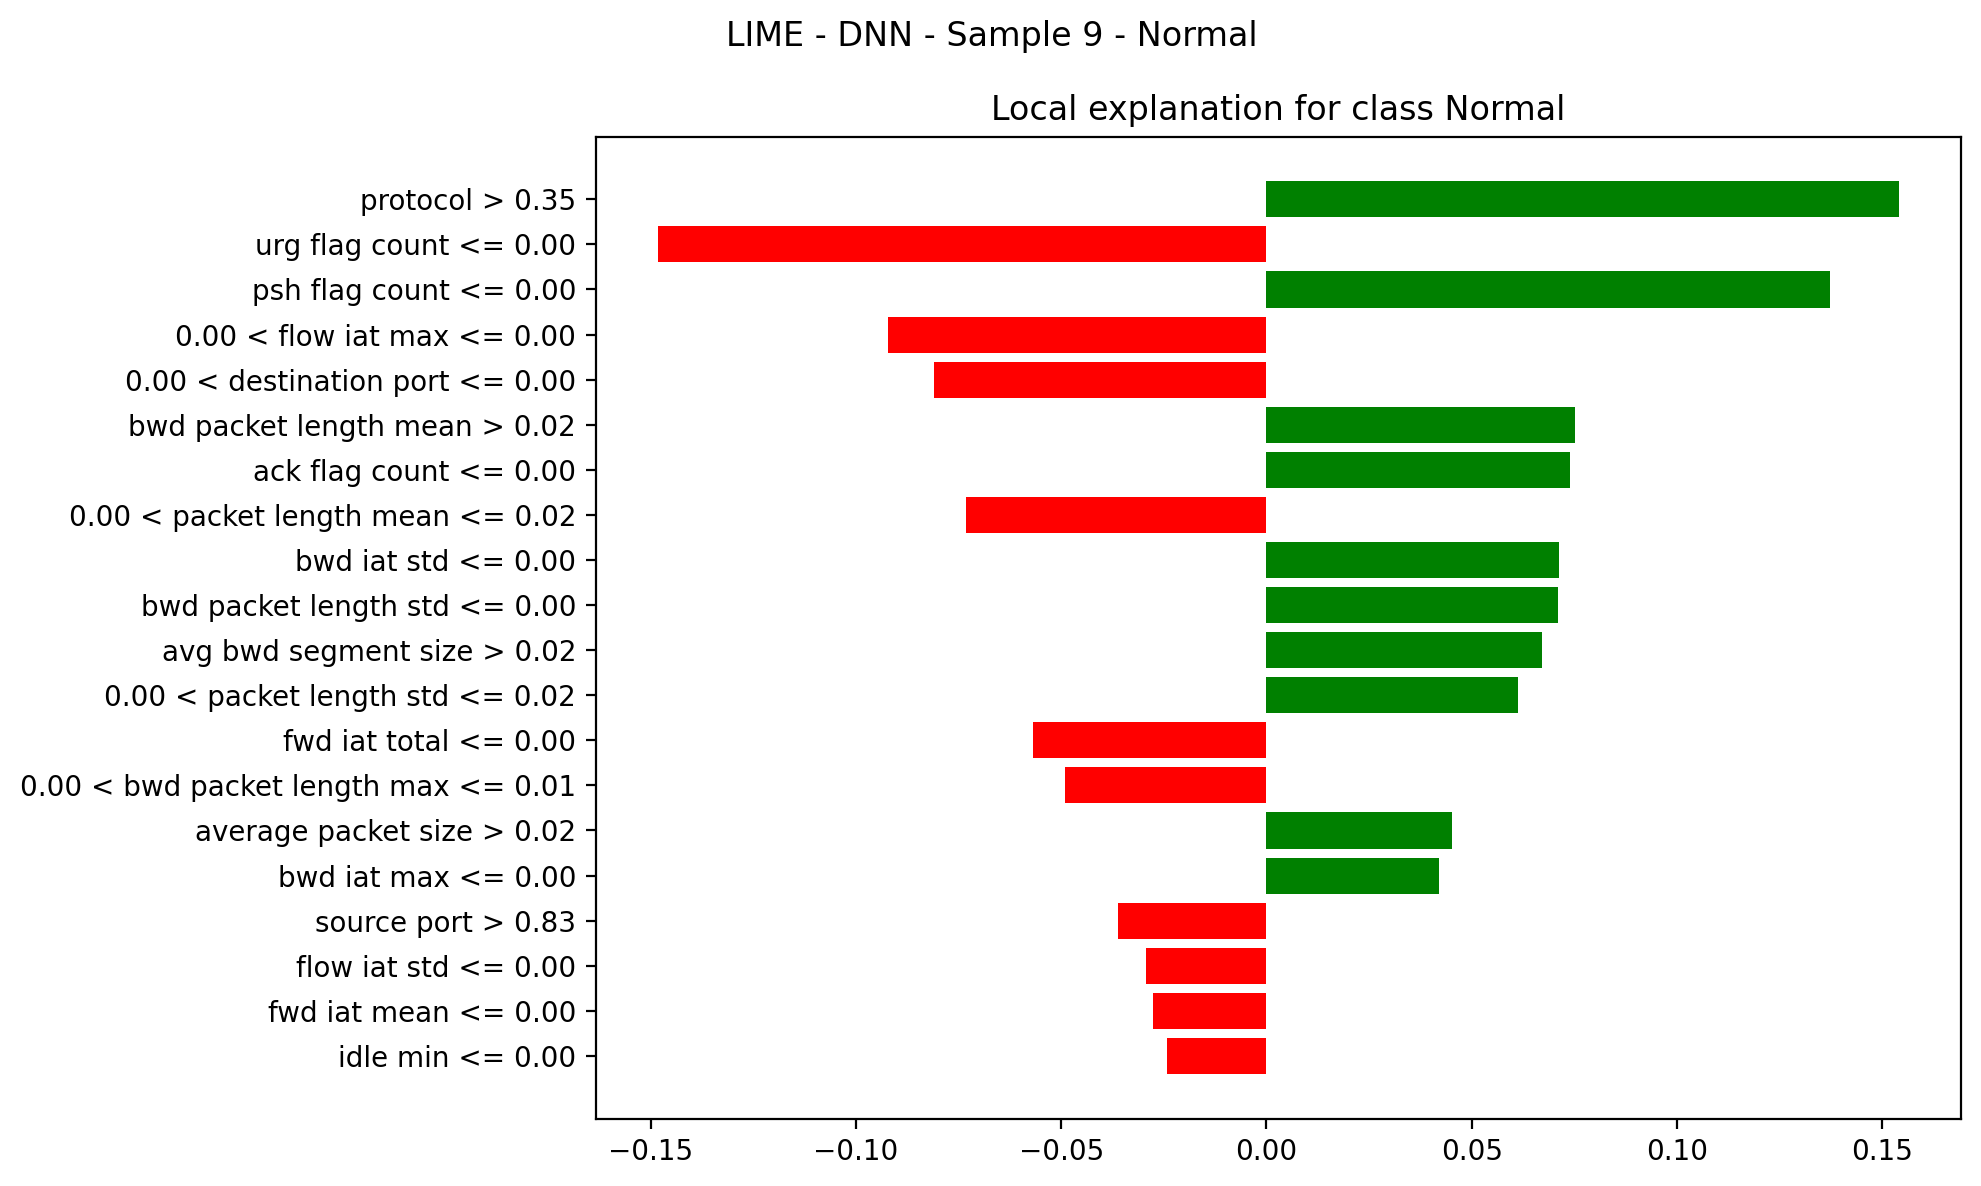 LIME - DNN - Sample 9 - Normal
Local explanation for class Normal
protocol > 0.35
urg flag count <= 0.00
psh flag count <= 0.00
0.00 < flow iat max <= 0.00
0.00 < destination port <= 0.00
bwd packet length mean > 0.02
ack flag count <= 0.00
0.00 < packet length mean <= 0.02
bwd iat std <= 0.00
bwd packet length std <= 0.00
avg bwd segment size > 0.02
0.00 < packet length std <= 0.02
fwd iat total <= 0.00
0.00 < bwd packet length max <= 0.01
average packet size > 0.02
bwd iat max <= 0.00
source port > 0.83
flow iat std <= 0.00
fwd iat mean <= 0.00
idle min <= 0.00
−0.15 −0.10 −0.05 0.00 0.05 0.10 0.15